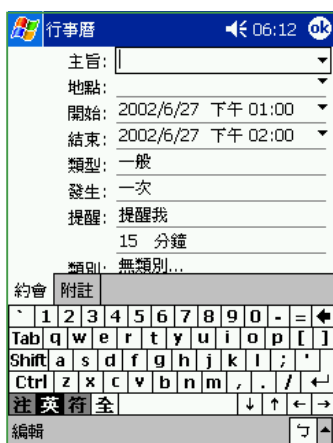 行事曆 06:12 ok
主旨:
地點:
開始: 2002/6/27 下午 01:00
結束: 2002/6/27 下午 02:00
類型: 一般
發生: 一次
提醒: 提醒我
15 分鐘
類別: 無類別...
約會 附註
` 1 2 3 4 5 6 7 8 9 0 - =
Tab q w e r t y u i o p [ ]
Shift a s d f g h j k l ; '
Ctrl z x c v b n m , . /
注 英 符 全 ↓ ↑ ← →
編輯 ㄅ